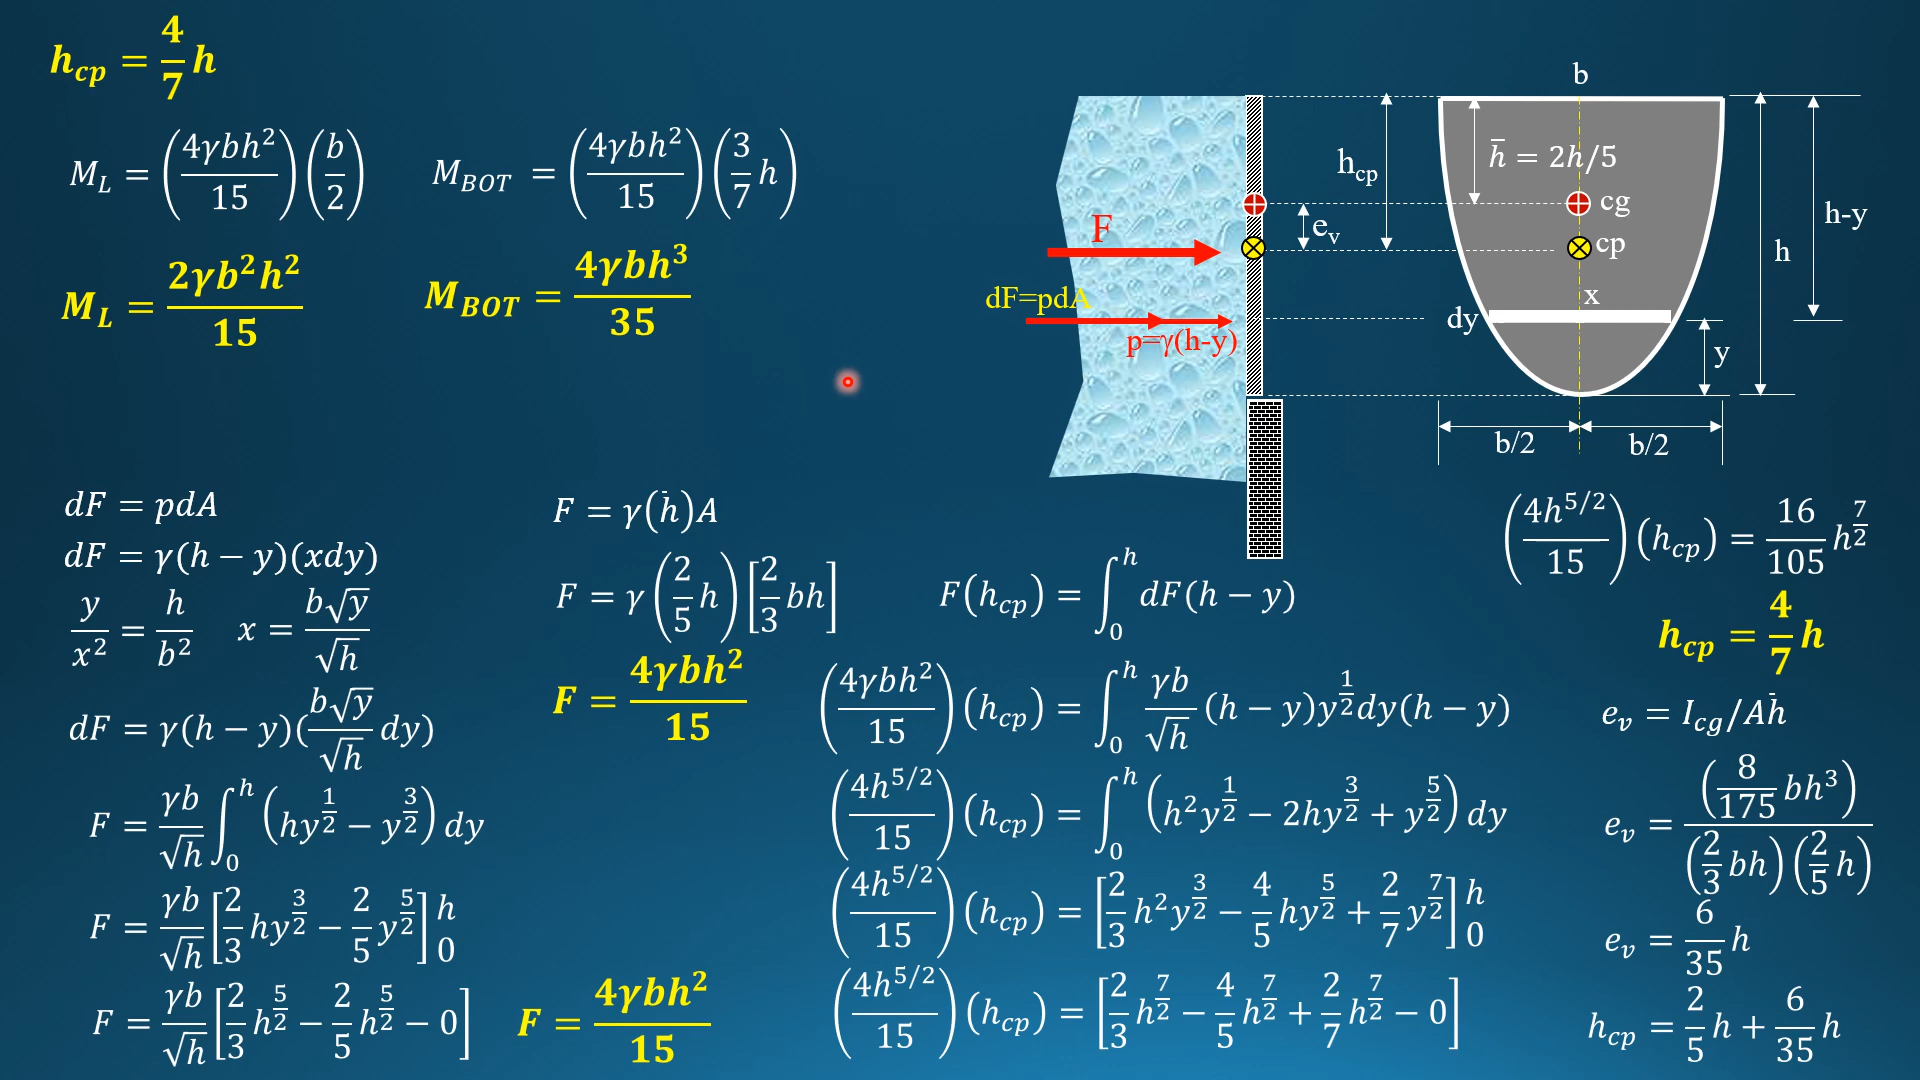 h_cp = 4/7 h
M_L = (4γbh²/15)(b/2)
M_BOT = (4γbh²/15)(3/7 h)
M_L = 2γb²h²/15
M_BOT = 4γbh³/35
b
h̄ = 2h/5
h_cp
cg
h-y
F
e_v
cp
h
dF=pdA
x
dy
p=γ(h-y)
y
b/2
b/2
dF = pdA
dF = γ(h − y)(xdy)
y/x² = h/b²
x = b√y/√h
dF = γ(h − y)(b√y/√h dy)
F = γb/√h ∫₀ʰ (hy^(1/2) − y^(3/2)) dy
F = γb/√h [2/3 hy^(3/2) − 2/5 y^(5/2)] h 0
F = γb/√h [2/3 h^(5/2) − 2/5 h^(5/2) − 0]
F = 4γbh²/15
F = γ(h̄)A
F = γ(2/5 h)[2/3 bh]
F = 4γbh²/15
F(h_cp) = ∫₀ʰ dF(h − y)
(4γbh²/15)(h_cp) = ∫₀ʰ γb/√h (h − y)y^(1/2)dy(h − y)
(4h^(5/2)/15)(h_cp) = ∫₀ʰ (h²y^(1/2) − 2hy^(3/2) + y^(5/2)) dy
(4h^(5/2)/15)(h_cp) = [2/3 h²y^(3/2) − 4/5 hy^(5/2) + 2/7 y^(7/2)] h 0
(4h^(5/2)/15)(h_cp) = [2/3 h^(7/2) − 4/5 h^(7/2) + 2/7 h^(7/2) − 0]
(4h^(5/2)/15)(h_cp) = 16/105 h^(7/2)
h_cp = 4/7 h
e_v = I_cg/Ah̄
e_v = (8/175 bh³)/((2/3 bh)(2/5 h))
e_v = 6/35 h
h_cp = 2/5 h + 6/35 h